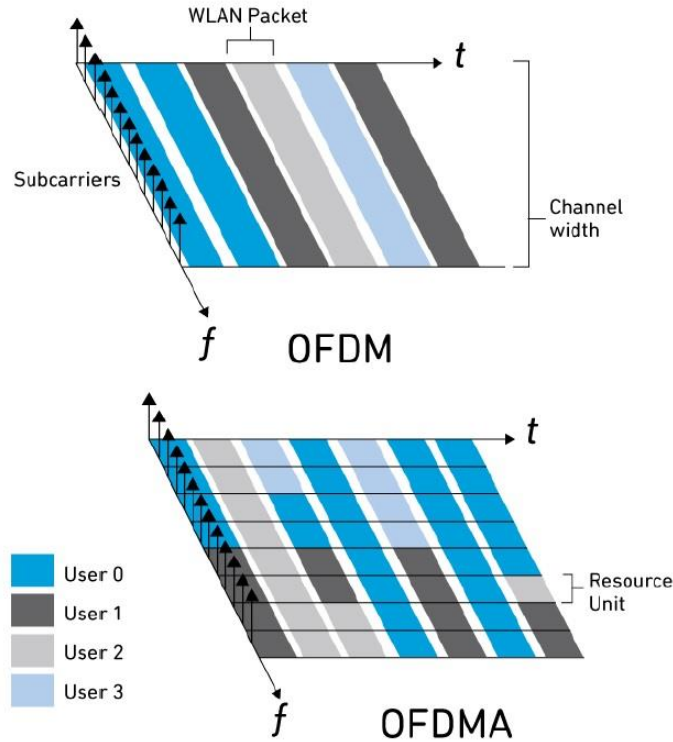 WLAN Packet
t
Subcarriers
Channel
width
f
OFDM
t
User 0
User 1
User 2
User 3
Resource
Unit
f
OFDMA